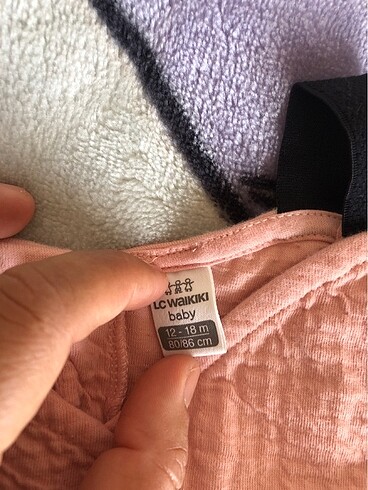 LC WAIKIKI
baby
12 - 18 m
80/86 cm